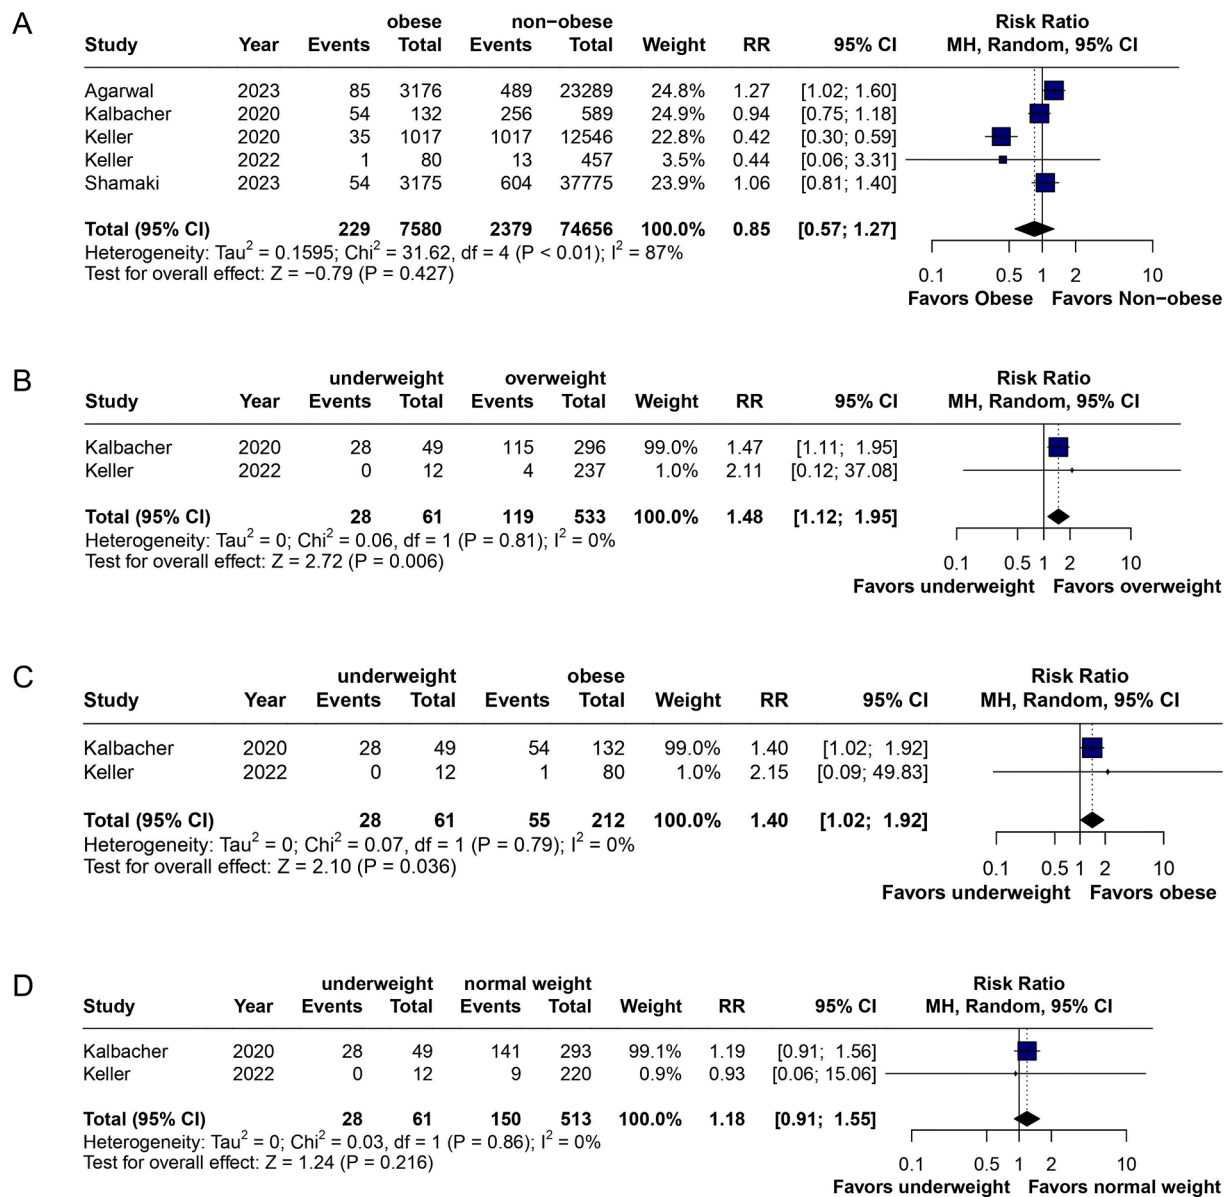 A
obese non-obese Risk Ratio
Study Year Events Total Events Total Weight RR 95% CI MH, Random, 95% CI
Agarwal 2023 85 3176 489 23289 24.8% 1.27 [1.02; 1.60]
Kalbacher 2020 54 132 256 589 24.9% 0.94 [0.75; 1.18]
Keller 2020 35 1017 1017 12546 22.8% 0.42 [0.30; 0.59]
Keller 2022 1 80 13 457 3.5% 0.44 [0.06; 3.31]
Shamaki 2023 54 3175 604 37775 23.9% 1.06 [0.81; 1.40]
Total (95% CI) 229 7580 2379 74656 100.0% 0.85 [0.57; 1.27]
Heterogeneity: Tau² = 0.1595; Chi² = 31.62, df = 4 (P < 0.01); I² = 87%
Test for overall effect: Z = −0.79 (P = 0.427)
0.1 0.5 1 2 10
Favors Obese Favors Non−obese
B
underweight overweight Risk Ratio
Study Year Events Total Events Total Weight RR 95% CI MH, Random, 95% CI
Kalbacher 2020 28 49 115 296 99.0% 1.47 [1.11; 1.95]
Keller 2022 0 12 4 237 1.0% 2.11 [0.12; 37.08]
Total (95% CI) 28 61 119 533 100.0% 1.48 [1.12; 1.95]
Heterogeneity: Tau² = 0; Chi² = 0.06, df = 1 (P = 0.81); I² = 0%
Test for overall effect: Z = 2.72 (P = 0.006)
0.1 0.5 1 2 10
Favors underweight Favors overweight
C
underweight obese Risk Ratio
Study Year Events Total Events Total Weight RR 95% CI MH, Random, 95% CI
Kalbacher 2020 28 49 54 132 99.0% 1.40 [1.02; 1.92]
Keller 2022 0 12 1 80 1.0% 2.15 [0.09; 49.83]
Total (95% CI) 28 61 55 212 100.0% 1.40 [1.02; 1.92]
Heterogeneity: Tau² = 0; Chi² = 0.07, df = 1 (P = 0.79); I² = 0%
Test for overall effect: Z = 2.10 (P = 0.036)
0.1 0.5 1 2 10
Favors underweight Favors obese
D
underweight normal weight Risk Ratio
Study Year Events Total Events Total Weight RR 95% CI MH, Random, 95% CI
Kalbacher 2020 28 49 141 293 99.1% 1.19 [0.91; 1.56]
Keller 2022 0 12 9 220 0.9% 0.93 [0.06; 15.06]
Total (95% CI) 28 61 150 513 100.0% 1.18 [0.91; 1.55]
Heterogeneity: Tau² = 0; Chi² = 0.03, df = 1 (P = 0.86); I² = 0%
Test for overall effect: Z = 1.24 (P = 0.216)
0.1 0.5 1 2 10
Favors underweight Favors normal weight